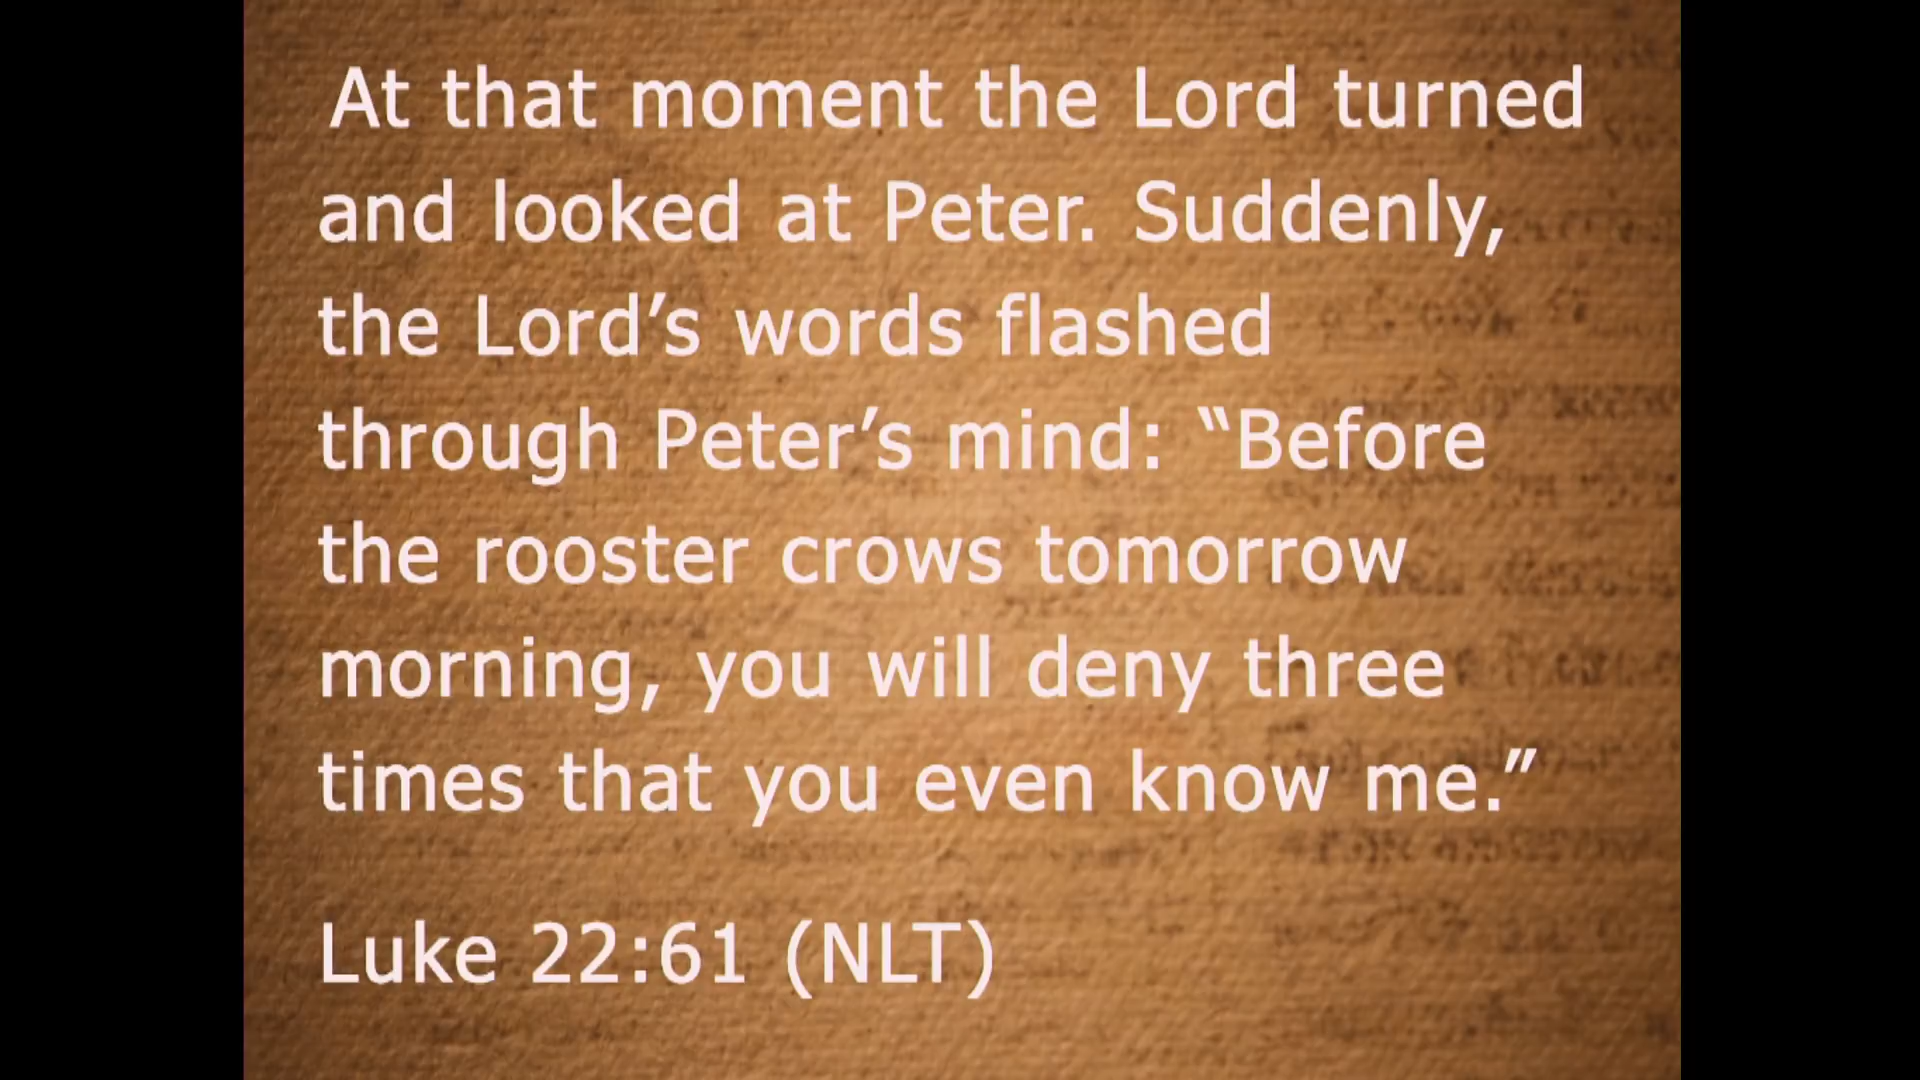 At that moment the Lord turned
and looked at Peter. Suddenly,
the Lord’s words flashed
through Peter’s mind: “Before
the rooster crows tomorrow
morning, you will deny three
times that you even know me.”
Luke 22:61 (NLT)